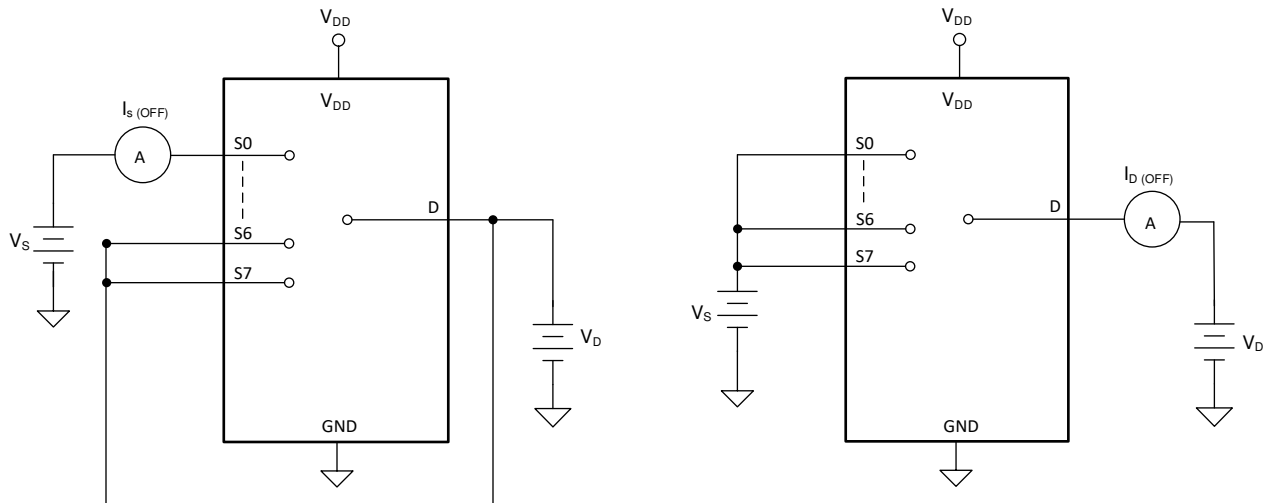 VDD
VDD
Is (OFF)
A
S0
S6
S7
D
VS
VD
GND
VDD
VDD
S0
S6
S7
D
ID (OFF)
A
VS
VD
GND